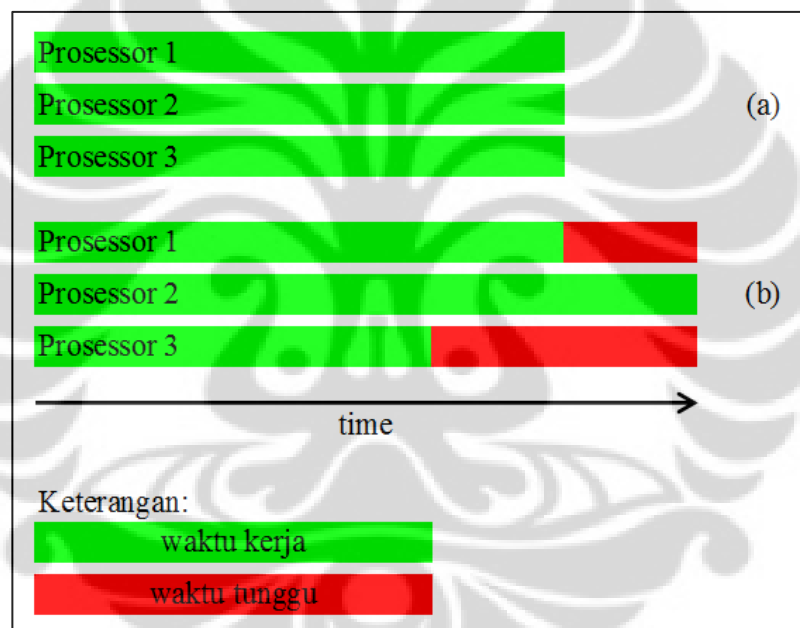 Prosessor 1
Prosessor 2
(a)
Prosessor 3
Prosessor 1
Prosessor 2
(b)
Prosessor 3
time
Keterangan:
waktu kerja
waktu tunggu